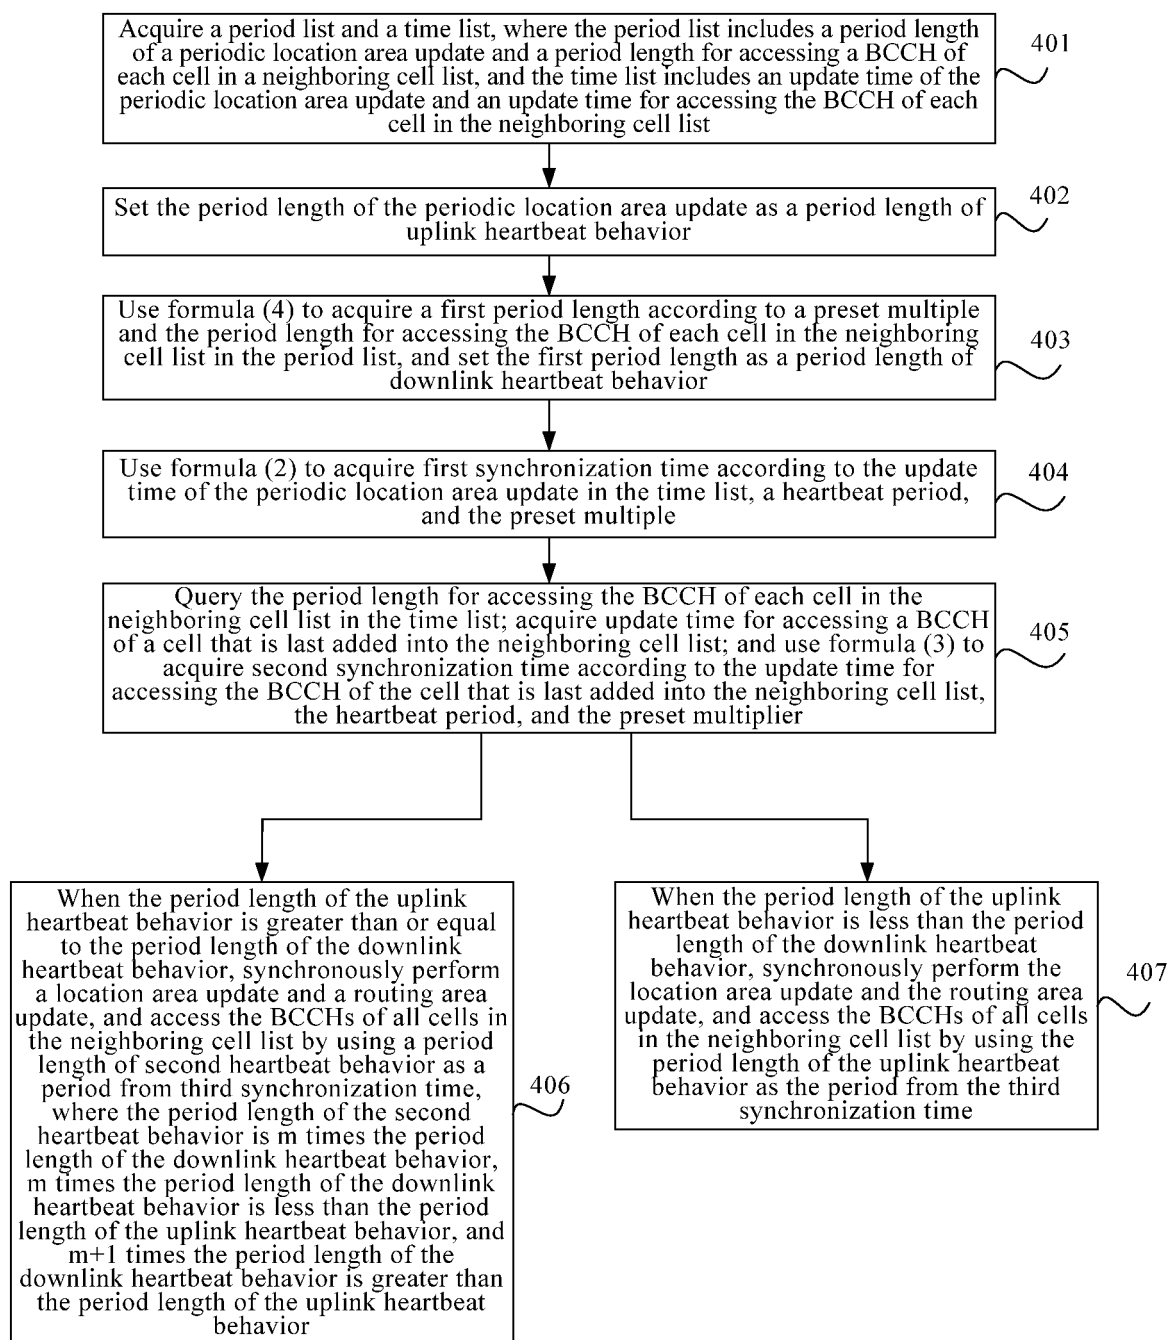 Acquire a period list and a time list, where the period list includes a period length
of a periodic location area update and a period length for accessing a BCCH of
each cell in a neighboring cell list, and the time list includes an update time of the
periodic location area update and an update time for accessing the BCCH of each
cell in the neighboring cell list
401
Set the period length of the periodic location area update as a period length of
uplink heartbeat behavior
402
Use formula (4) to acquire a first period length according to a preset multiple
and the period length for accessing the BCCH of each cell in the neighboring
cell list in the period list, and set the first period length as a period length of
downlink heartbeat behavior
403
Use formula (2) to acquire first synchronization time according to the update
time of the periodic location area update in the time list, a heartbeat period,
and the preset multiple
404
Query the period length for accessing the BCCH of each cell in the
neighboring cell list in the time list; acquire update time for accessing a BCCH
of a cell that is last added into the neighboring cell list; and use formula (3) to
acquire second synchronization time according to the update time for
accessing the BCCH of the cell that is last added into the neighboring cell list,
the heartbeat period, and the preset multiplier
405
When the period length of the uplink
heartbeat behavior is greater than or equal
to the period length of the downlink
heartbeat behavior, synchronously perform
a location area update and a routing area
update, and access the BCCHs of all cells in
the neighboring cell list by using a period
length of second heartbeat behavior as a
period from third synchronization time,
where the period length of the second
heartbeat behavior is m times the period
length of the downlink heartbeat behavior,
m times the period length of the downlink
heartbeat behavior is less than the period
length of the uplink heartbeat behavior, and
m+1 times the period length of the
downlink heartbeat behavior is greater than
the period length of the uplink heartbeat
behavior
406
When the period length of the uplink
heartbeat behavior is less than the period
length of the downlink heartbeat
behavior, synchronously perform the
location area update and the routing area
update, and access the BCCHs of all cells
in the neighboring cell list by using the
period length of the uplink heartbeat
behavior as the period from the third
synchronization time
407